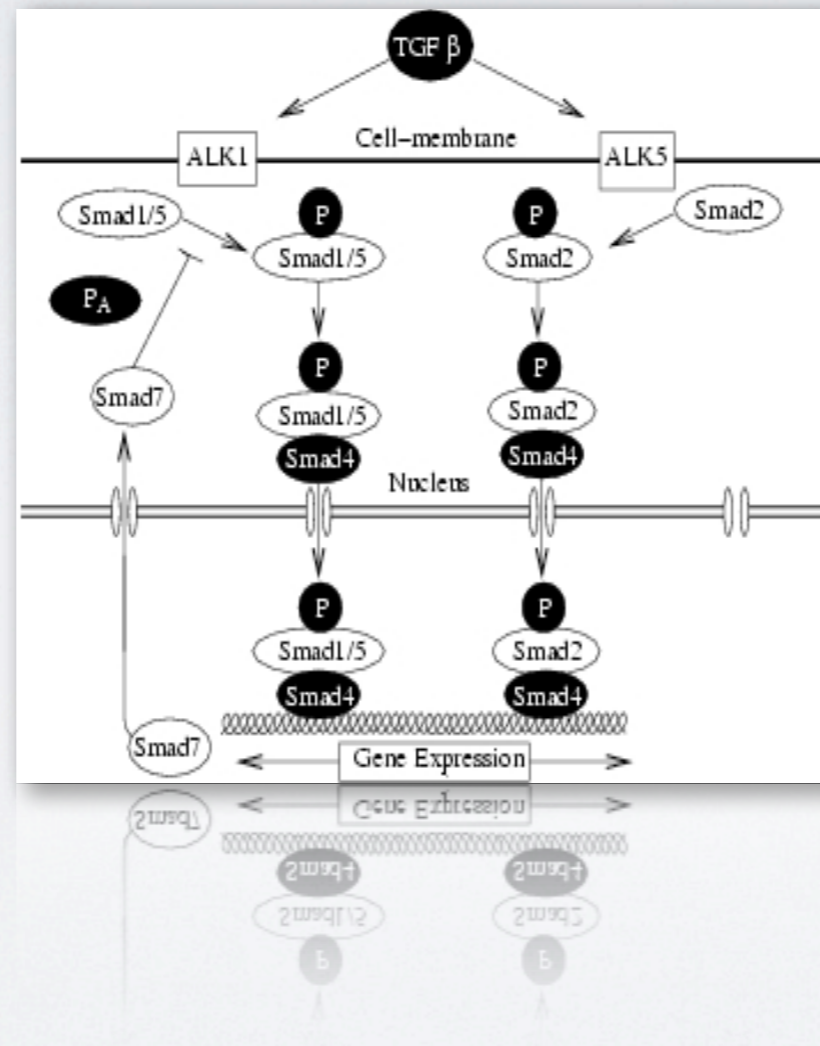 TGF β
Cell-membrane
ALK1
ALK5
Smad1/5
P
P
Smad2
Smad1/5
Smad2
P_A
P
P
Smad7
Smad1/5
Smad2
Smad4
Smad4
Nucleus
P
P
Smad1/5
Smad2
Smad4
Smad4
Smad7
Gene Expression